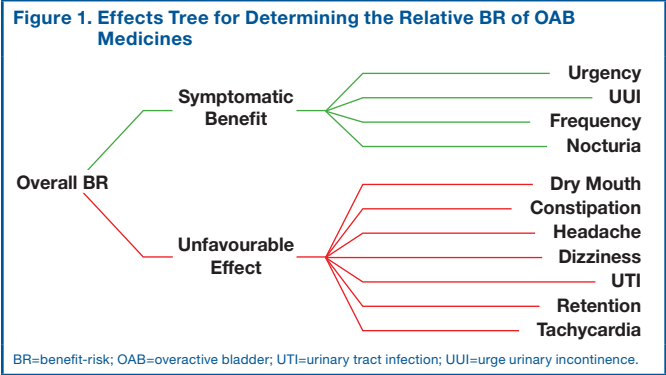 Figure 1. Effects Tree for Determining the Relative BR of OAB
Medicines
Overall BR
Symptomatic
Benefit
Urgency
UUI
Frequency
Nocturia
Unfavourable
Effect
Dry Mouth
Constipation
Headache
Dizziness
UTI
Retention
Tachycardia
BR=benefit-risk; OAB=overactive bladder; UTI=urinary tract infection; UUI=urge urinary incontinence.